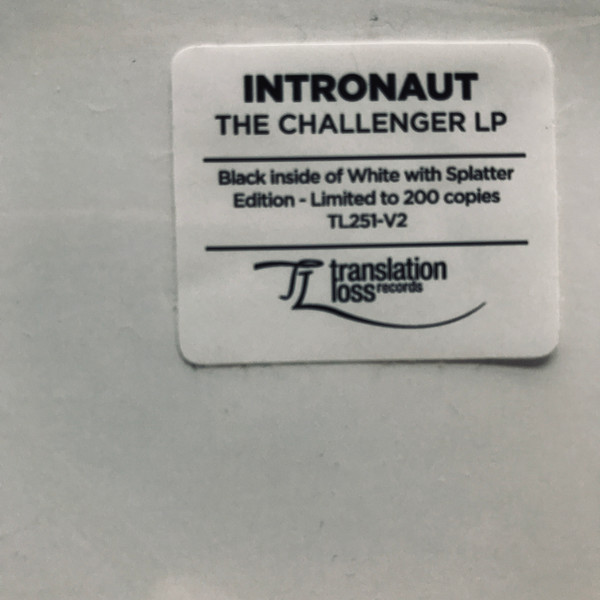 INTRONAUT
THE CHALLENGER LP
Black inside of White with Splatter
Edition - Limited to 200 copies
TL251-V2
TL translation
loss records